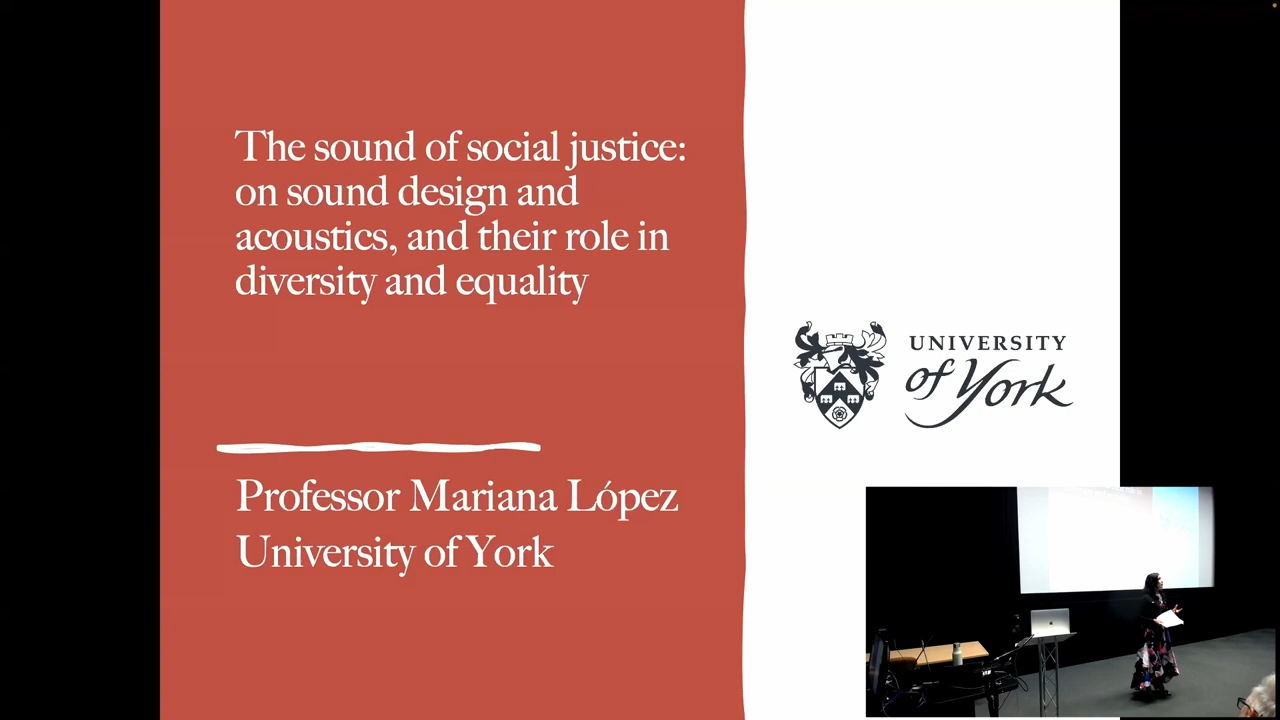 The sound of social justice:
on sound design and
acoustics, and their role in
diversity and equality
Professor Mariana López
University of York
UNIVERSITY
of York